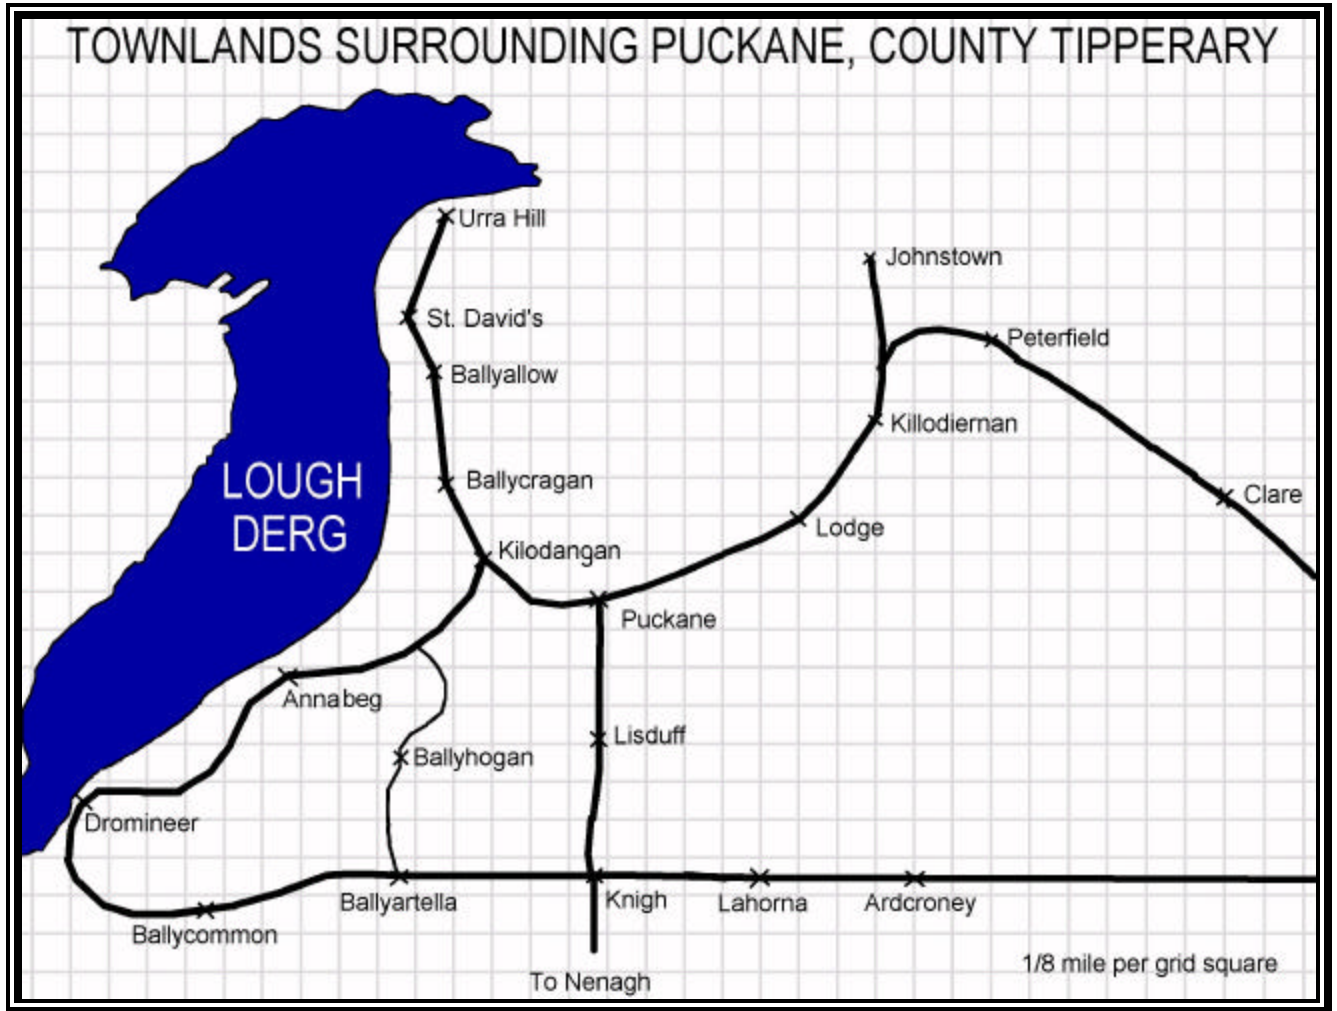 TOWNLANDS SURROUNDING PUCKANE, COUNTY TIPPERARY
Urra Hill
Johnstown
St. David's
Peterfield
Ballyallow
Killodiernan
LOUGH
DERG
Ballycragan
Clare
Lodge
Kilodangan
Puckane
Annabeg
Lisduff
Ballyhogan
Dromineer
Ballyartella
Knigh
Lahorna
Ardcroney
Ballycommon
1/8 mile per grid square
To Nenagh